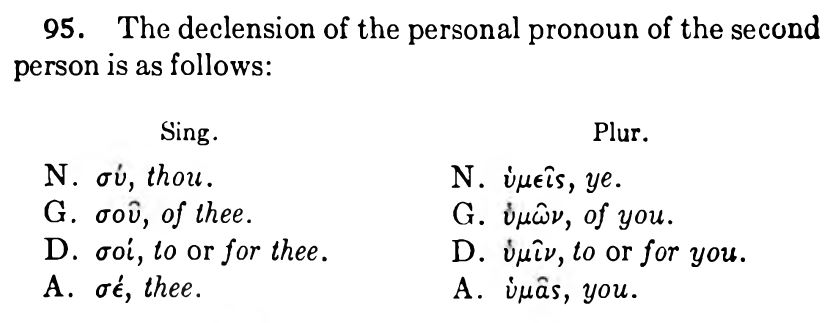 95. The declension of the personal pronoun of the second
person is as follows:
Sing. Plur.
N. σύ, thou. N. ὑμεῖς, ye.
G. σοῦ, of thee. G. ὑμῶν, of you.
D. σοί, to or for thee. D. ὑμῖν, to or for you.
A. σέ, thee. A. ὑμᾶς, you.